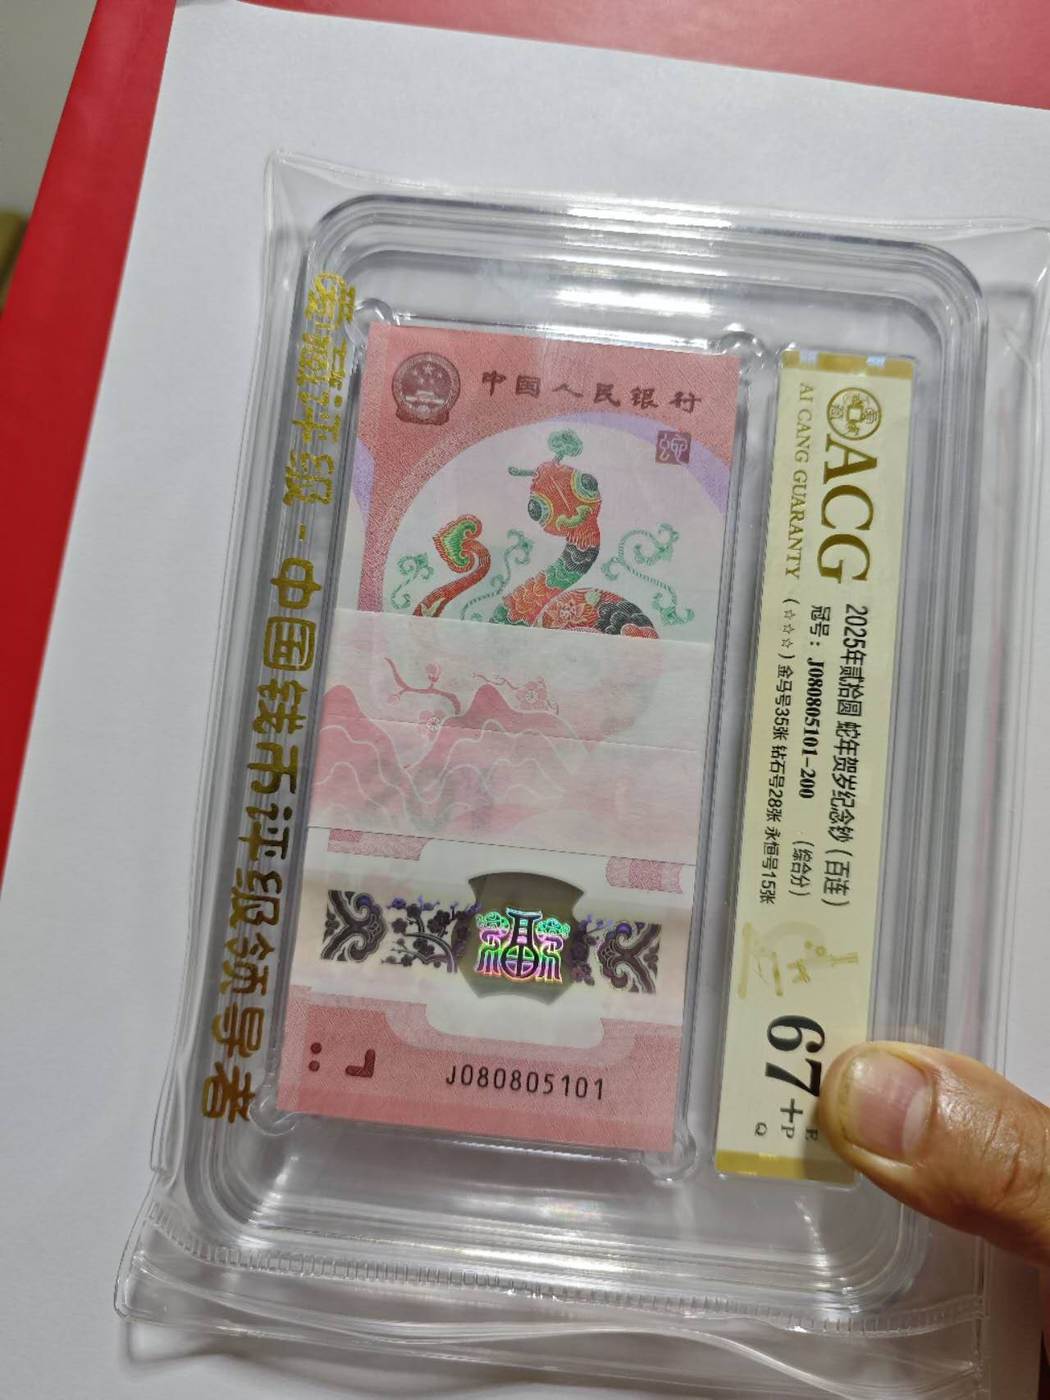 爱藏评级-中国钱币评级领导者
中国人民银行
J080805101
ACG
AI CANG GUARANTY
2025年贰拾圆 蛇年贺岁纪念钞（百连）
冠号：J080805101-200 （综合分）
（☆☆☆）金马号35张 钻石号28张 永恒号15张
67+
E
P
Q